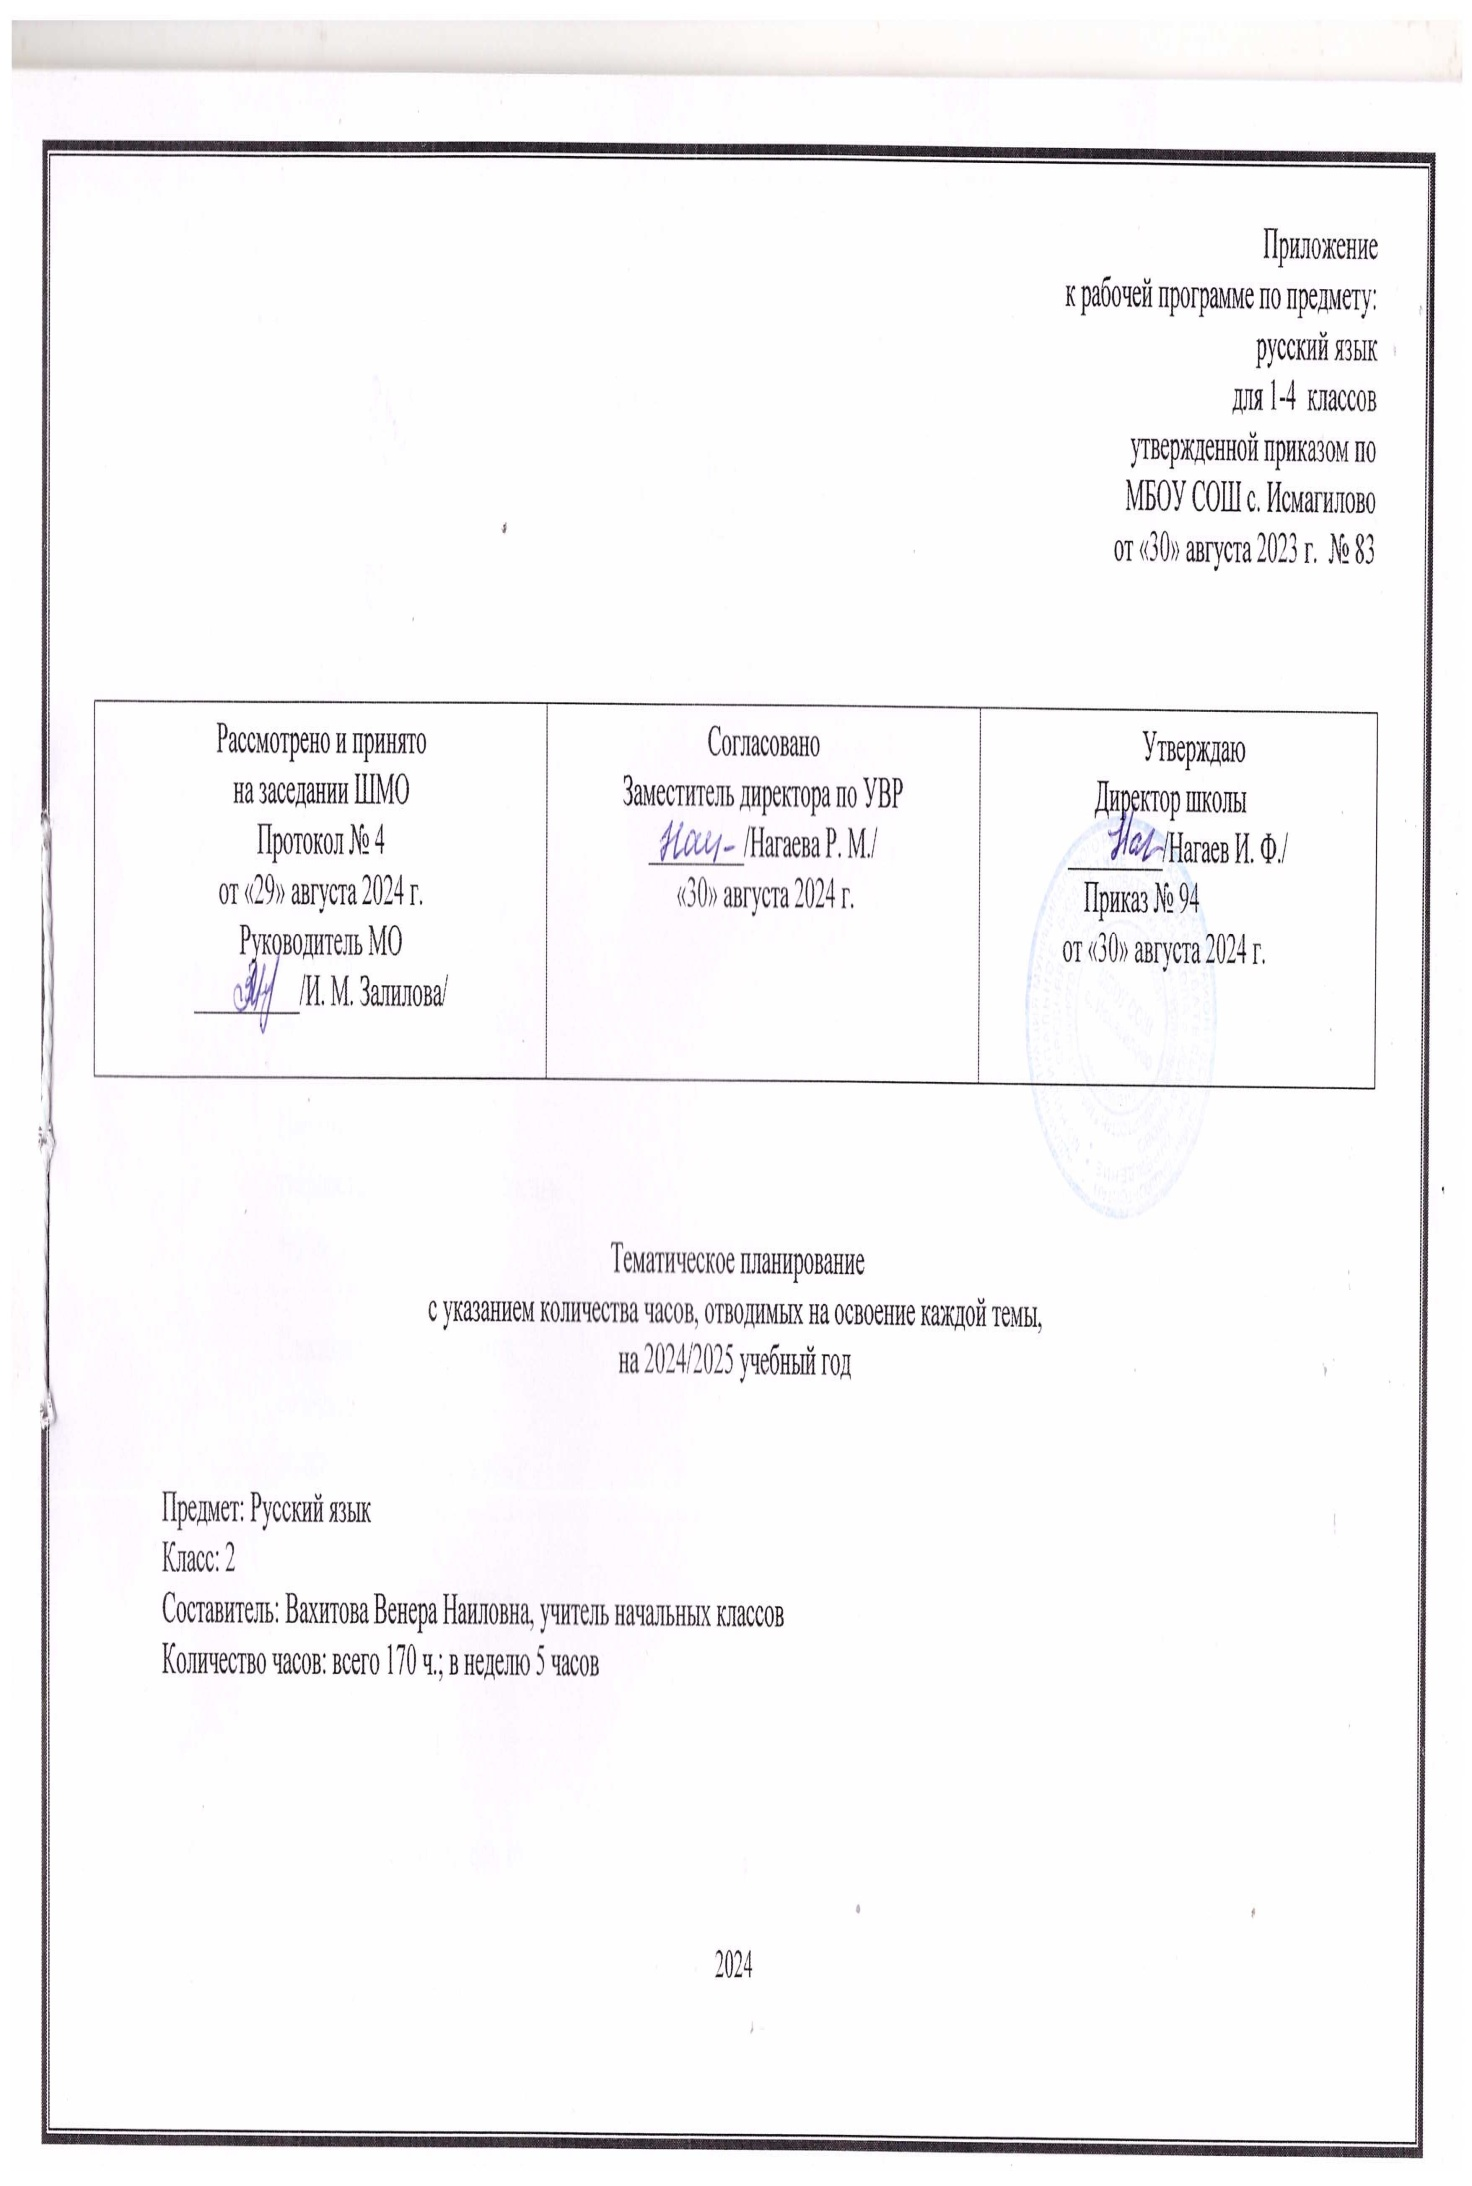 Приложение
к рабочей программе по предмету:
русский язык
для 1-4 классов
утвержденной приказом по
МБОУ СОШ с. Исмагилово
от «30» августа 2023 г. № 83
Рассмотрено и принято
на заседании ШМО
Протокол № 4
от «29» августа 2024 г.
Руководитель МО
/И. М. Залилова/
Согласовано
Заместитель директора по УВР
/Нагаева Р. М./
«30» августа 2024 г.
Утверждаю
Директор школы
/Нагаев И. Ф./
Приказ № 94
от «30» августа 2024 г.
Тематическое планирование
с указанием количества часов, отводимых на освоение каждой темы,
на 2024/2025 учебный год
Предмет: Русский язык
Класс: 2
Составитель: Вахитова Венера Наиловна, учитель начальных классов
Количество часов: всего 170 ч.; в неделю 5 часов
2024